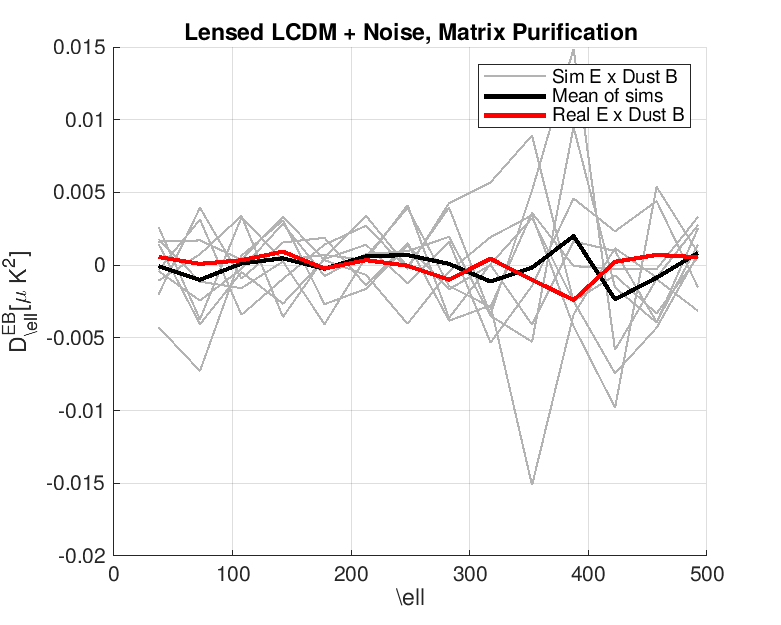 Lensed LCDM + Noise, Matrix Purification
Sim E x Dust B
Mean of sims
Real E x Dust B
0.015
0.01
0.005
0
-0.005
-0.01
-0.015
-0.02
D^{EB}_{\ell}[μ K^2]
0 100 200 300 400 500
\ell